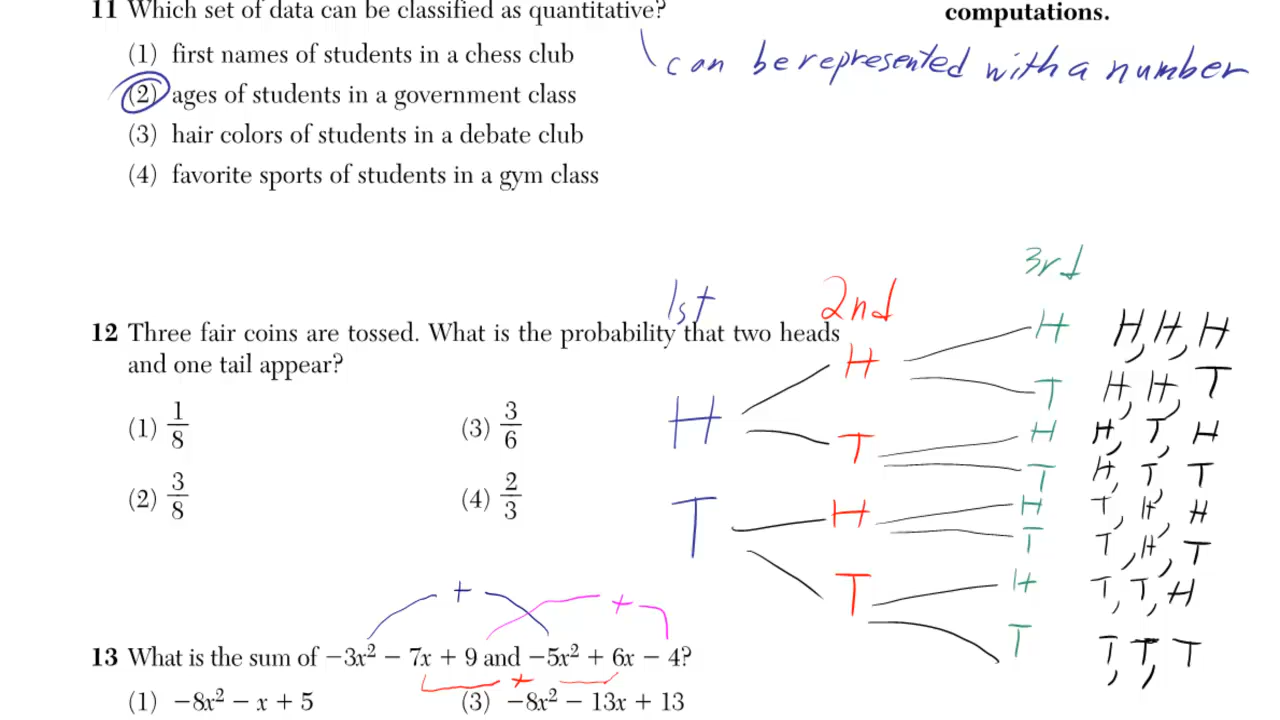 11 Which set of data can be classified as quantitative?
computations.
can be represented with a number
(1) first names of students in a chess club
(2) ages of students in a government class
(3) hair colors of students in a debate club
(4) favorite sports of students in a gym class
1st 2nd 3rd
12 Three fair coins are tossed. What is the probability that two heads
and one tail appear?
(1) 1/8 (3) 3/6
(2) 3/8 (4) 2/3
H H H H, H, H
T H, H, T
T H H, T, H
T H, T, T
T H H T, H, H
T T, H, T
T H T, T, H
T T, T, T
+ +
13 What is the sum of −3x² − 7x + 9 and −5x² + 6x − 4?
+
(1) −8x² − x + 5 (3) −8x² − 13x + 13